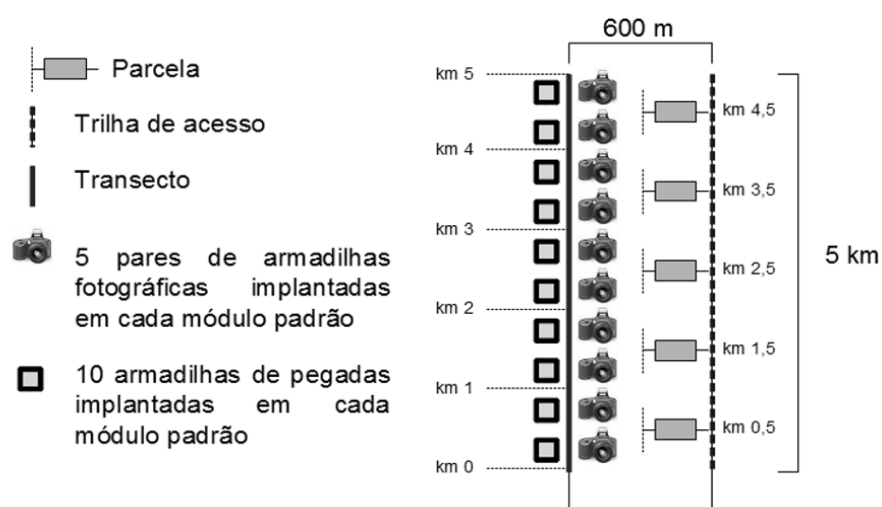 Parcela
Trilha de acesso
Transecto
5 pares de armadilhas
fotográficas implantadas
em cada módulo padrão
10 armadilhas de pegadas
implantadas em cada
módulo padrão
600 m
km 5
km 4,5
km 4
km 3,5
km 3
km 2,5
5 km
km 2
km 1,5
km 1
km 0,5
km 0